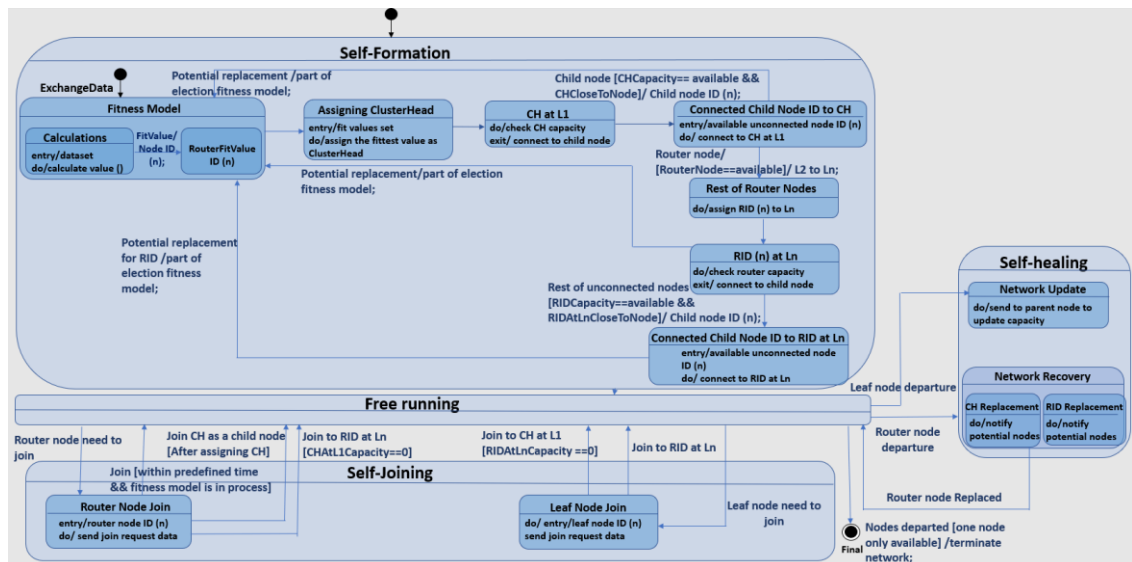 Self-Formation
ExchangeData
Potential replacement /part of
election fitness model;
Child node [CHCapacity== available &&
CHCloseToNode]/ Child node ID (n);
Fitness Model
Calculations
entry/dataset
do/calculate value ()
FitValue/
Node ID
(n);
RouterFitValue
ID (n)
Assigning ClusterHead
entry/fit values set
do/assign the fittest value as
ClusterHead
CH at L1
do/check CH capacity
exit/ connect to child node
Connected Child Node ID to CH
entry/available unconnected node ID (n)
do/ connect to CH at L1
Router node/
[RouterNode==available]/ L2 to Ln;
Potential replacement/part of election
fitness model;
Rest of Router Nodes
do/assign RID (n) to Ln
Potential replacement
for RID /part of
election fitness
model;
RID (n) at Ln
do/check router capacity
exit/ connect to child node
Rest of unconnected nodes
[RIDCapacity==available &&
RIDAtLnCloseToNode]/ Child node ID (n);
Connected Child Node ID to RID at Ln
entry/available unconnected node
ID (n)
do/ connect to RID at Ln
Self-healing
Network Update
do/send to parent node to
update capacity
Leaf node departure
Network Recovery
CH Replacement
do/notify
potential nodes
RID Replacement
do/notify
potential nodes
Free running
Router node
departure
Router node need to
join
Join CH as a child node
[After assigning CH]
Join to RID at Ln
[CHAtL1Capacity==0]
Join to CH at L1
[RIDAtLnCapacity ==0]
Join to RID at Ln
Join [within predefined time
&& fitness model is in process]
Self-Joining
Router node Replaced
Router Node Join
entry/router node ID (n)
do/ send join request data
Leaf Node Join
do/ entry/leaf node ID (n)
send join request data
Leaf node need to
join
Final
Nodes departed [one node
only available] /terminate
network;